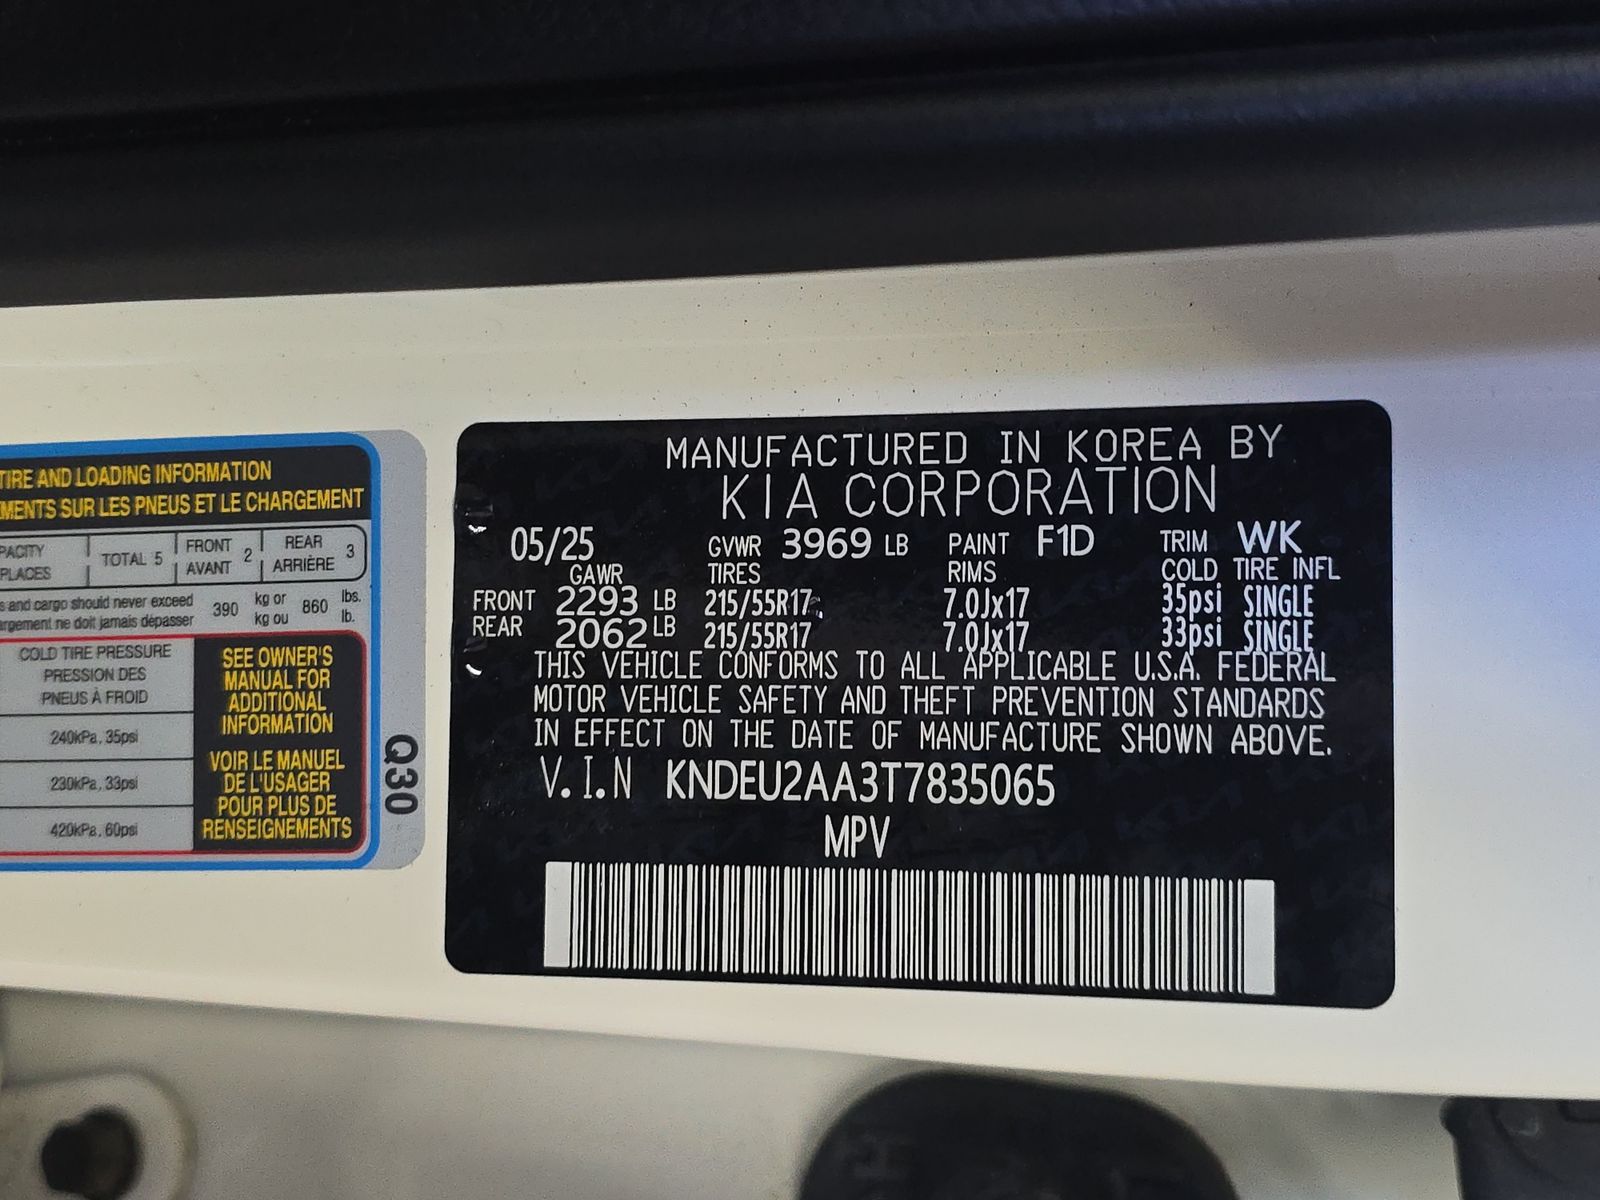 TIRE AND LOADING INFORMATION
SUR LES PNEUS ET LE CHARGEMENT
TOTAL 5
FRONT 2
AVANT
REAR 3
ARRIÈRE
PLACES
s and cargo should never exceed 390 kg or 860 lbs.
ne doit jamais dépasser kg ou lb.
COLD TIRE PRESSURE
PRESSION DES
PNEUS À FROID
240kPa, 35psi
230kPa, 33psi
420kPa, 60psi
SEE OWNER'S
MANUAL FOR
ADDITIONAL
INFORMATION
VOIR LE MANUEL
DE L'USAGER
POUR PLUS DE
RENSEIGNEMENTS
Q30
MANUFACTURED IN KOREA BY
KIA CORPORATION
05/25 GVWR 3969 LB PAINT F1D TRIM WK
GAWR TIRES RIMS COLD TIRE INFL
FRONT 2293 LB 215/55R17 7.0Jx17 35psi SINGLE
REAR 2062 LB 215/55R17 7.0Jx17 33psi SINGLE
THIS VEHICLE CONFORMS TO ALL APPLICABLE U.S.A. FEDERAL
MOTOR VEHICLE SAFETY AND THEFT PREVENTION STANDARDS
IN EFFECT ON THE DATE OF MANUFACTURE SHOWN ABOVE.
V.I.N KNDEU2AA3T7835065
MPV